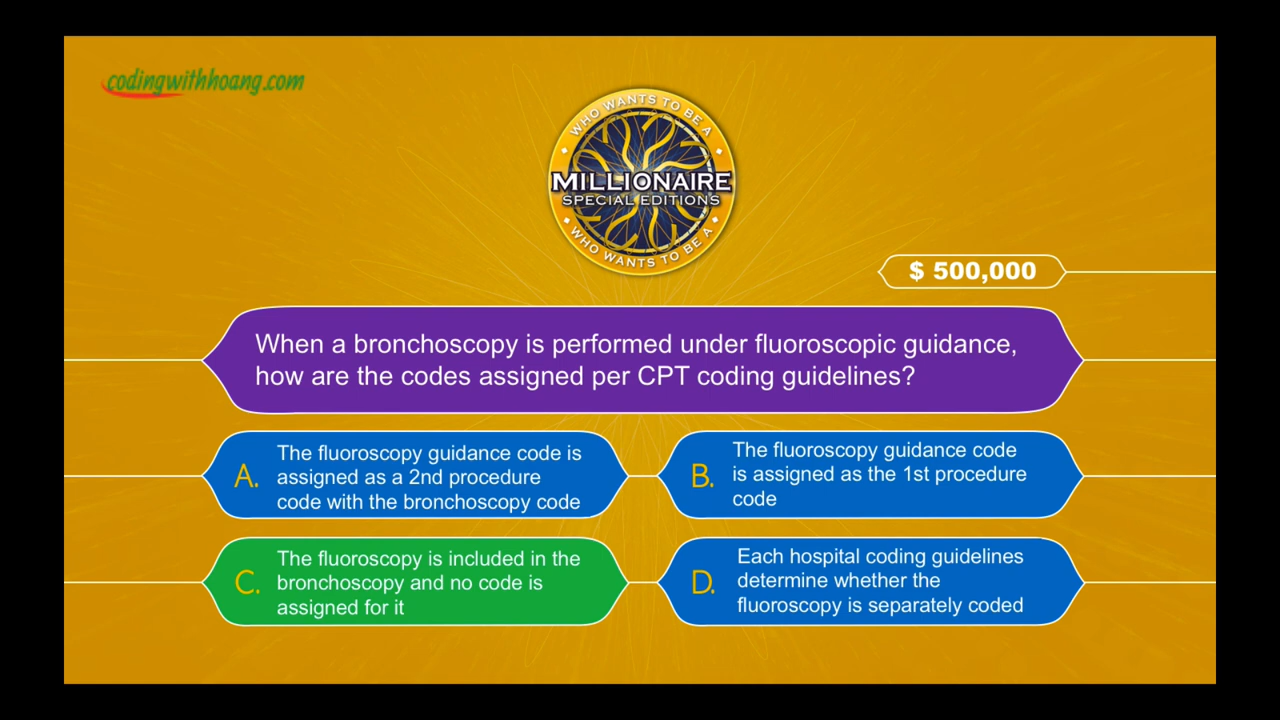 codingwithhoang.com
WHO WANTS TO BE A
MILLIONAIRE
SPECIAL EDITIONS
WHO WANTS TO BE A
$ 500,000
When a bronchoscopy is performed under fluoroscopic guidance,
how are the codes assigned per CPT coding guidelines?
A.
The fluoroscopy guidance code is
assigned as a 2nd procedure
code with the bronchoscopy code
B.
The fluoroscopy guidance code
is assigned as the 1st procedure
code
C.
The fluoroscopy is included in the
bronchoscopy and no code is
assigned for it
D.
Each hospital coding guidelines
determine whether the
fluoroscopy is separately coded